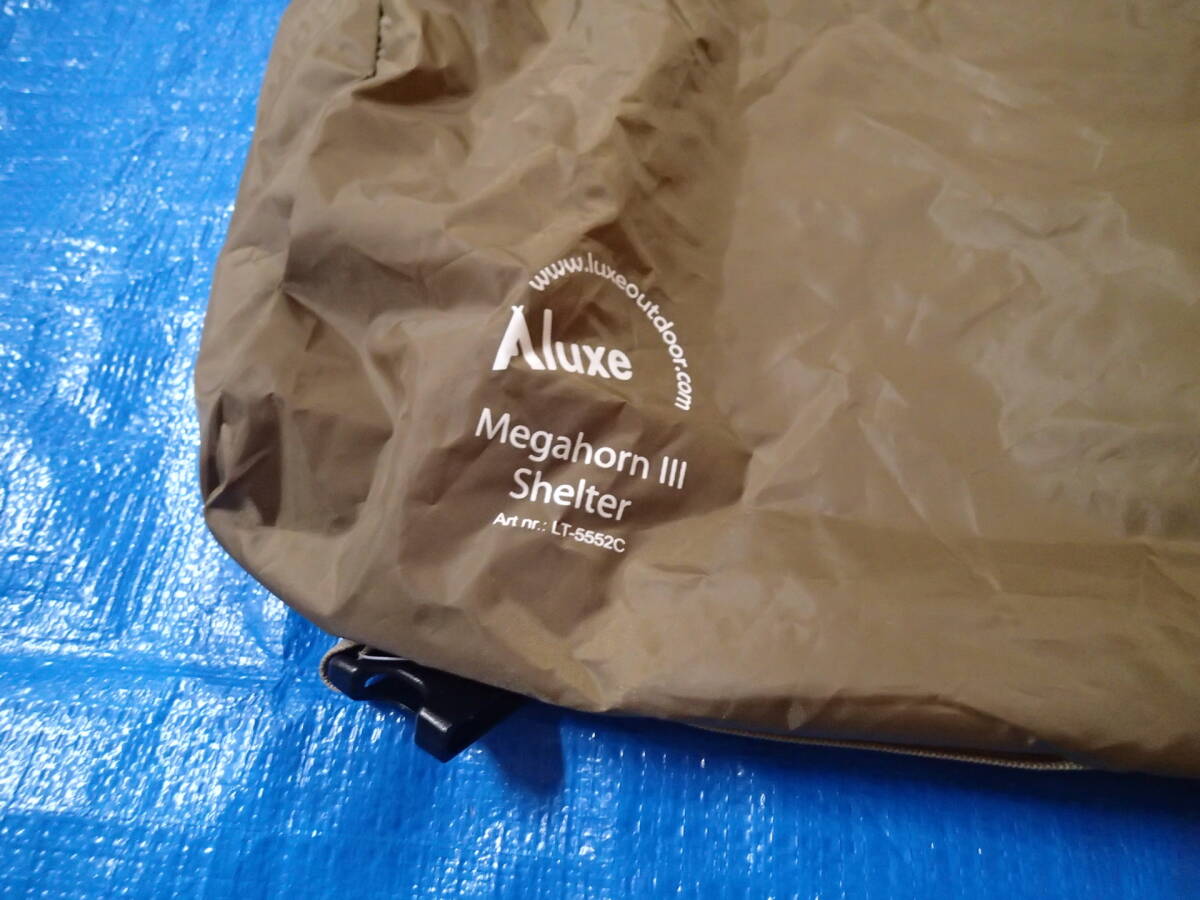 www.luxeoutdoor.com
Aluxe
Megahorn III
Shelter
Art nr.: LT-5552C